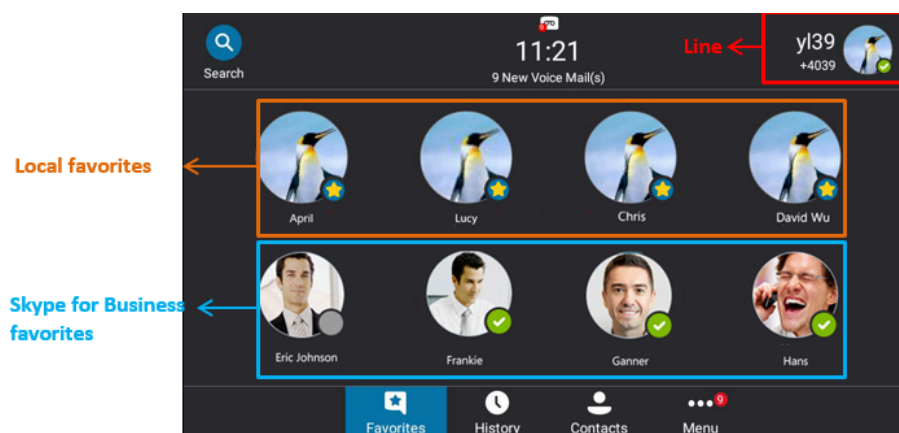 9
11:21
9 New Voice Mail(s)
Search
Line
yl39
+4039
Local favorites
April
Lucy
Chris
David Wu
Skype for Business
favorites
Eric Johnson
Frankie
Ganner
Hans
9
Favorites
History
Contacts
Menu